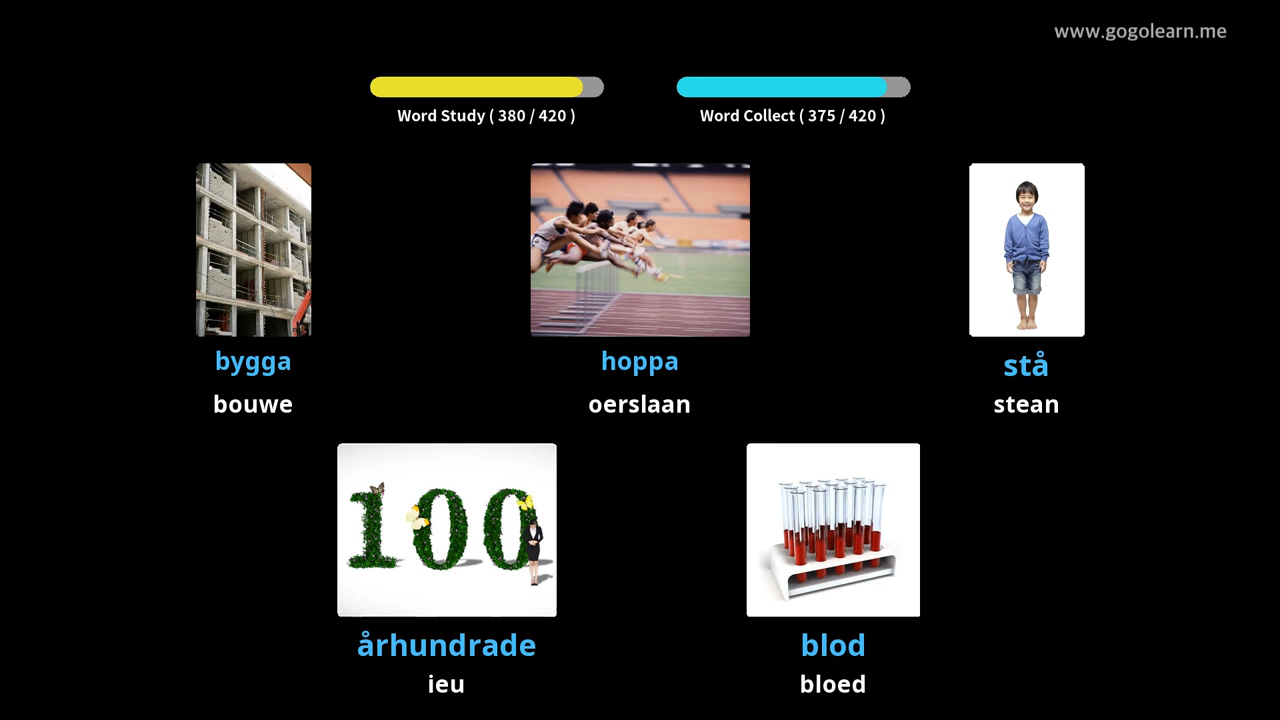 www.gogolearn.me
Word Study ( 380 / 420 )
Word Collect ( 375 / 420 )
bygga
hoppa
stå
bouwe
oerslaan
stean
100
århundrade
blod
ieu
bloed